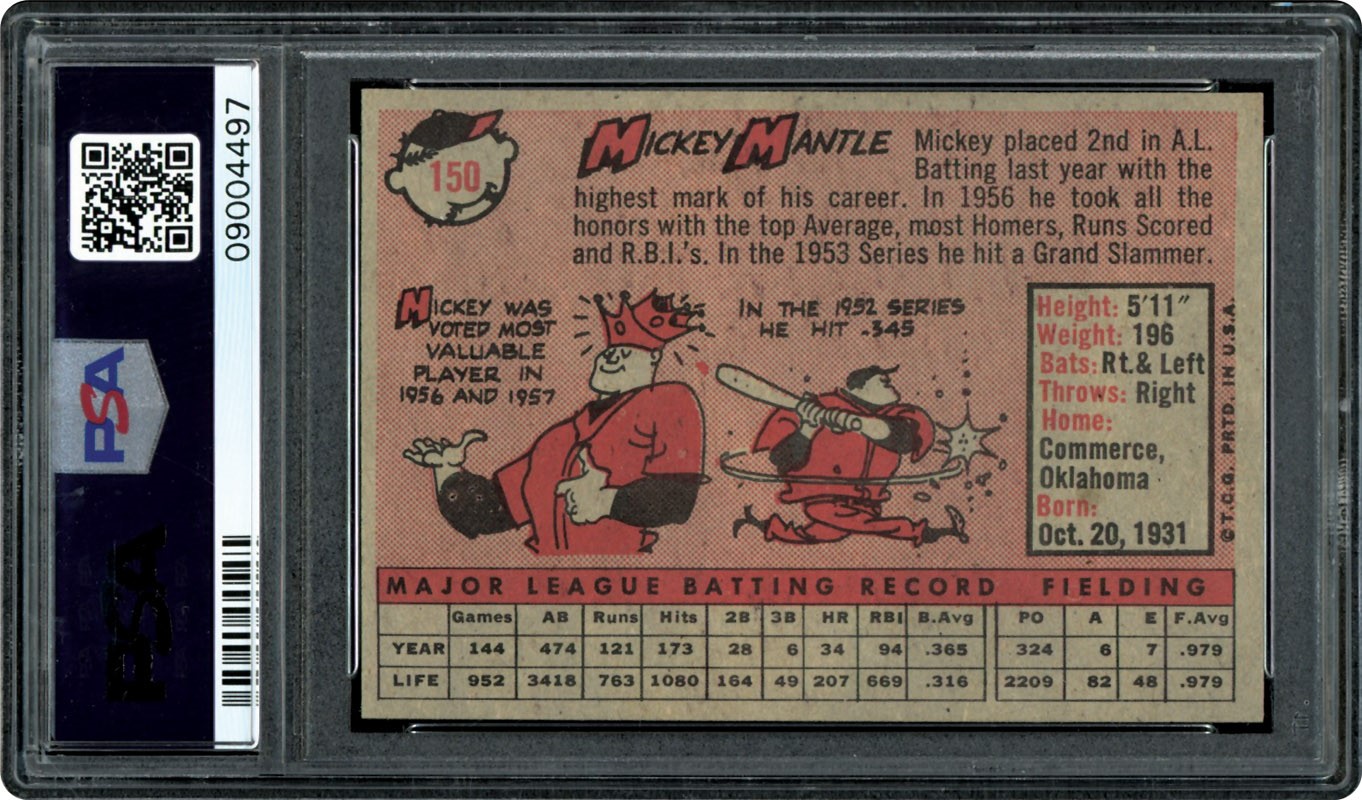 PSA
09004497
PSA
150
MICKEY MANTLE
Mickey placed 2nd in A.L.
Batting last year with the
highest mark of his career. In 1956 he took all the
honors with the top Average, most Homers, Runs Scored
and R.B.I.'s. In the 1953 Series he hit a Grand Slammer.
MICKEY WAS
VOTED MOST
VALUABLE
PLAYER IN
1956 AND 1957
IN THE 1952 SERIES
HE HIT .345
Height: 5'11"
Weight: 196
Bats: Rt. & Left
Throws: Right
Home:
Commerce,
Oklahoma
Born:
Oct. 20, 1931
©T.C.G. PRTD. IN U.S.A.
MAJOR LEAGUE BATTING RECORD FIELDING
Games AB Runs Hits 2B 3B HR RBI B.Avg PO A E F.Avg
YEAR 144 474 121 173 28 6 34 94 .365 324 6 7 .979
LIFE 952 3418 763 1080 164 49 207 669 .316 2209 82 48 .979